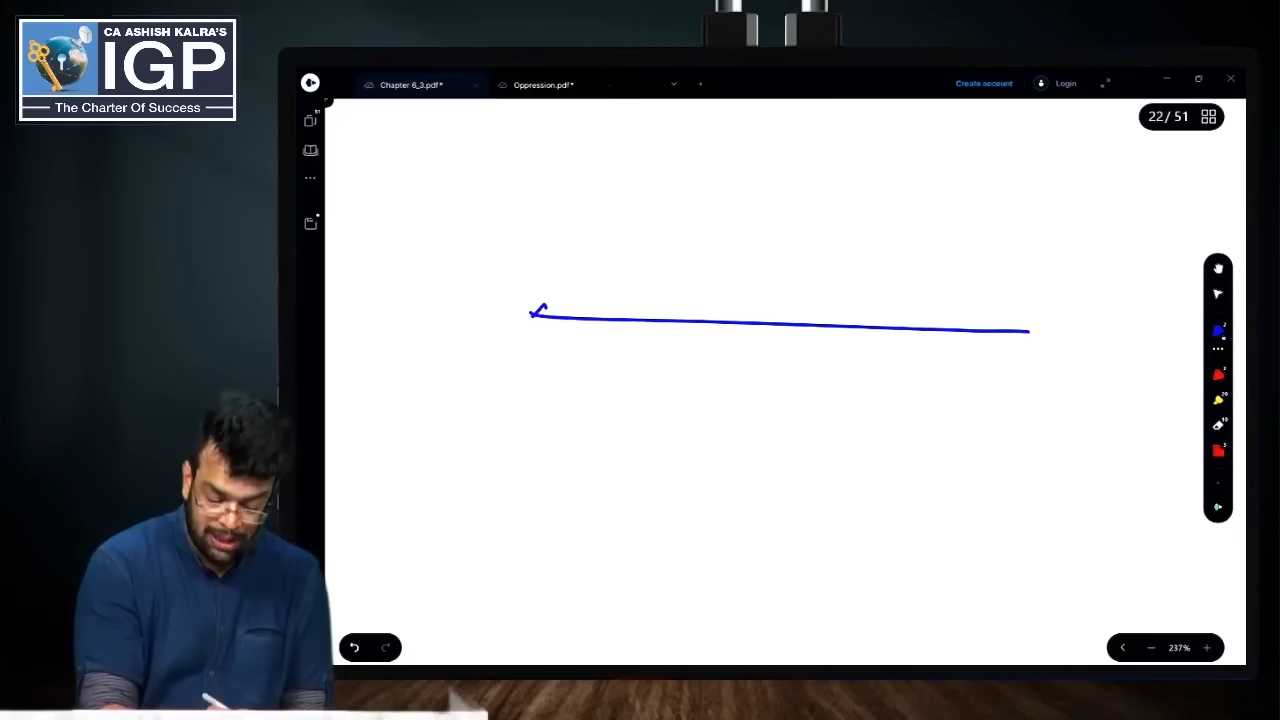 CA ASHISH KALRA'S
IGP
The Charter Of Success
Chapter 6_3.pdf*
Oppression.pdf*
Create account
Login
22/ 51
237%